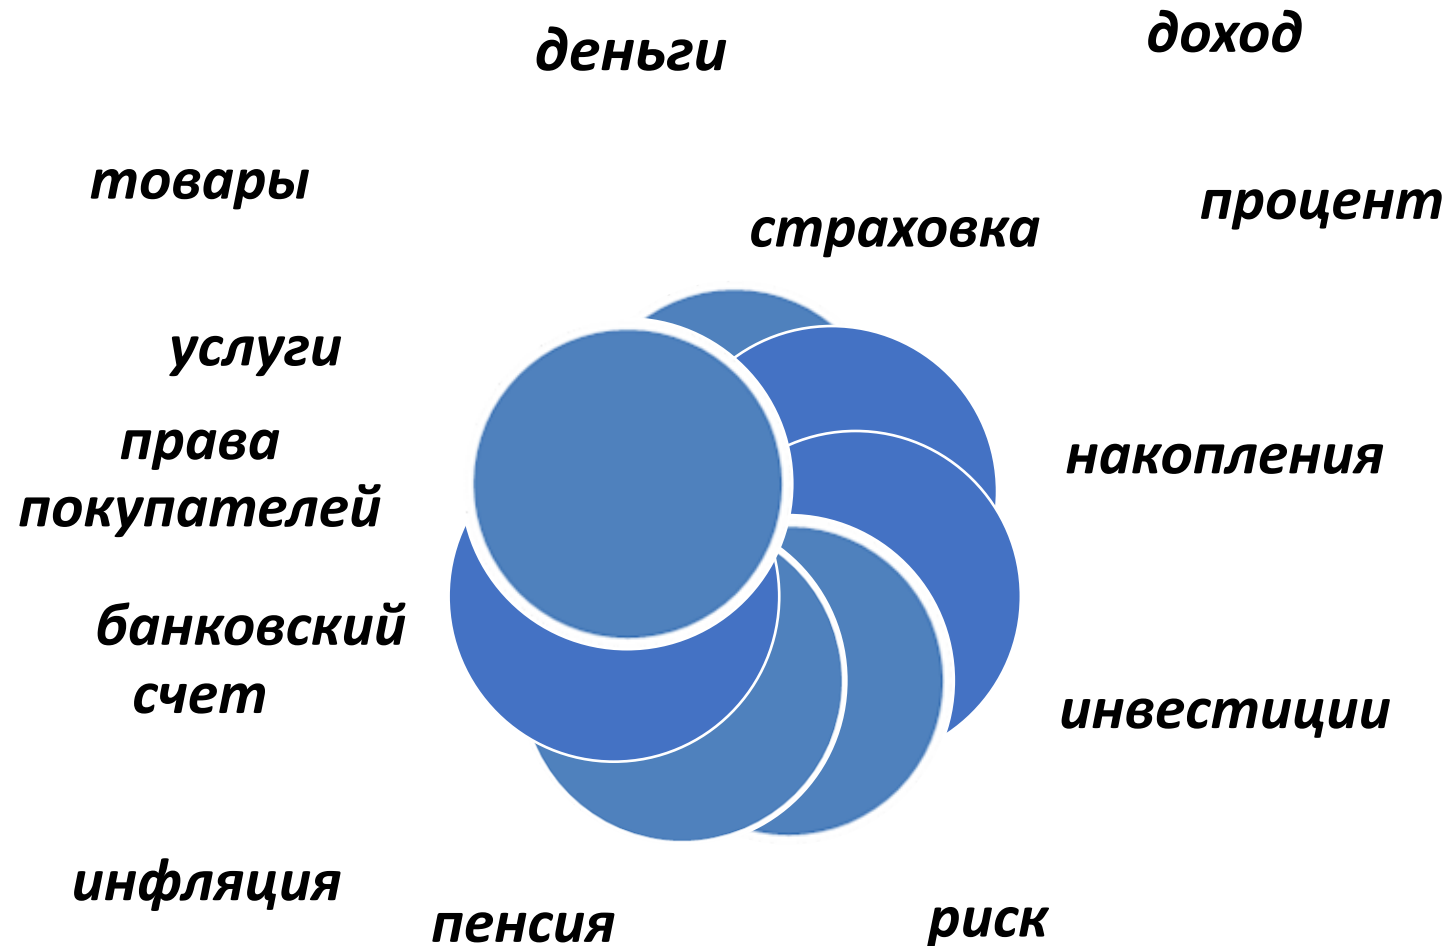 деньги
доход
товары
процент
страховка
услуги
права
покупателей
накопления
банковский
счет
инвестиции
инфляция
пенсия
риск